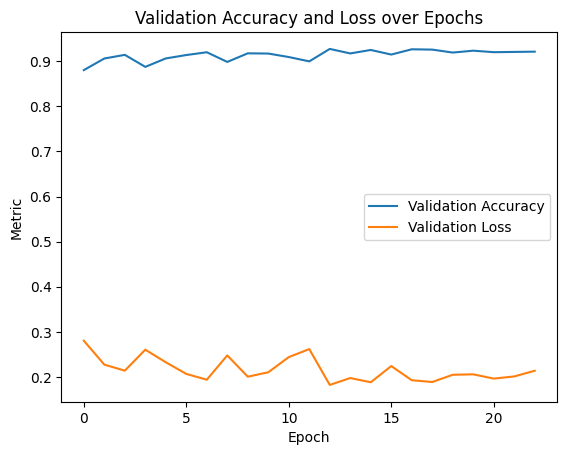 Validation Accuracy and Loss over Epochs
0.9
0.8
0.7
0.6
0.5
0.4
0.3
0.2
Metric
Validation Accuracy
Validation Loss
0 5 10 15 20
Epoch